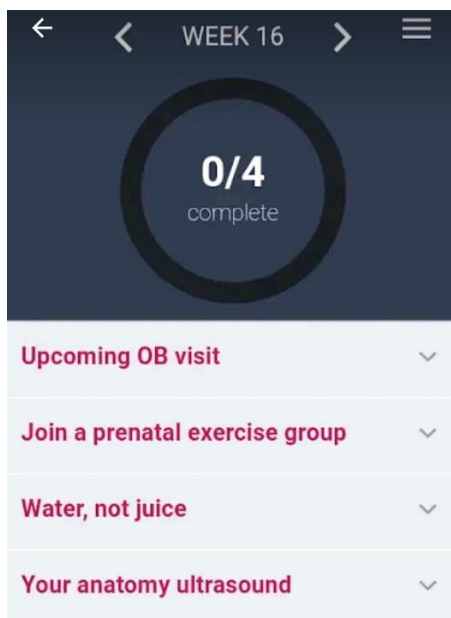 WEEK 16
0/4
complete
Upcoming OB visit
Join a prenatal exercise group
Water, not juice
Your anatomy ultrasound